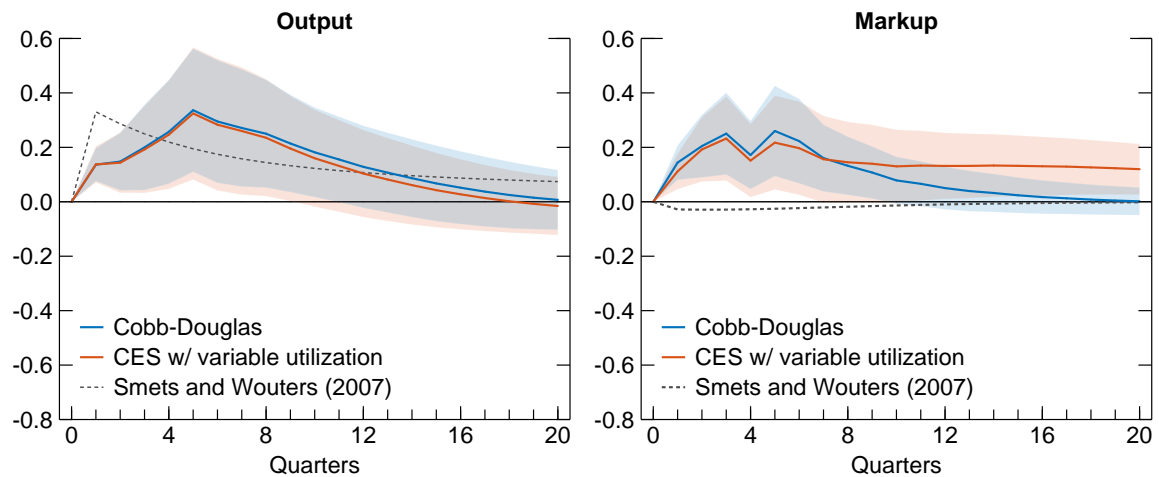 Output
0.6
0.4
0.2
0.0
-0.2
-0.4
-0.6
-0.8
Cobb-Douglas
CES w/ variable utilization
Smets and Wouters (2007)
0 4 8 12 16 20
Quarters
Markup
0.6
0.4
0.2
0.0
-0.2
-0.4
-0.6
-0.8
Cobb-Douglas
CES w/ variable utilization
Smets and Wouters (2007)
0 4 8 12 16 20
Quarters